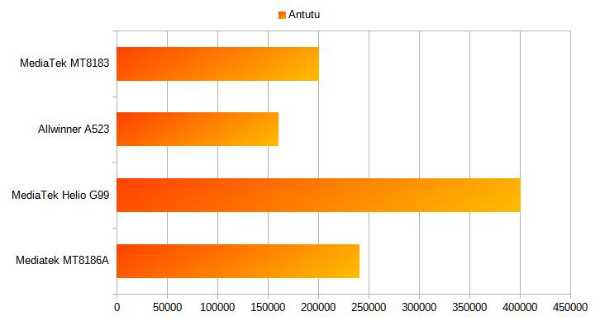 Antutu
MediaTek MT8183
Allwinner A523
MediaTek Helio G99
Mediatek MT8186A
0 50000 100000 150000 200000 250000 300000 350000 400000 450000